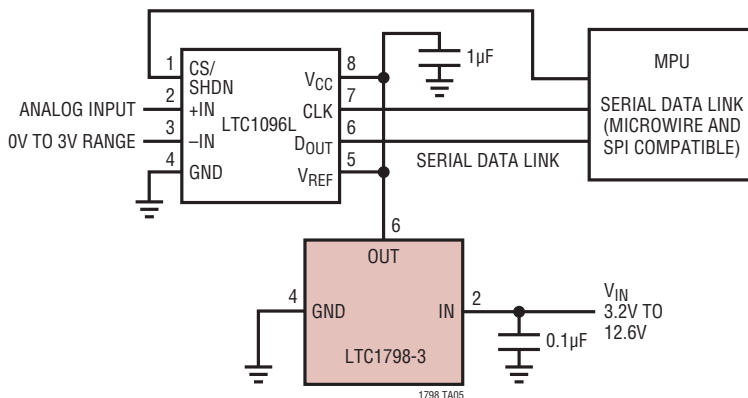 1
CS/
SHDN
2
+IN
3
–IN
4
GND
LTC1096L
8
VCC
7
CLK
6
DOUT
5
VREF
ANALOG INPUT
0V TO 3V RANGE
1µF
MPU
SERIAL DATA LINK
(MICROWIRE AND
SPI COMPATIBLE)
SERIAL DATA LINK
6
OUT
4
GND
IN
2
LTC1798-3
VIN
3.2V TO
12.6V
0.1µF
1798 TA05